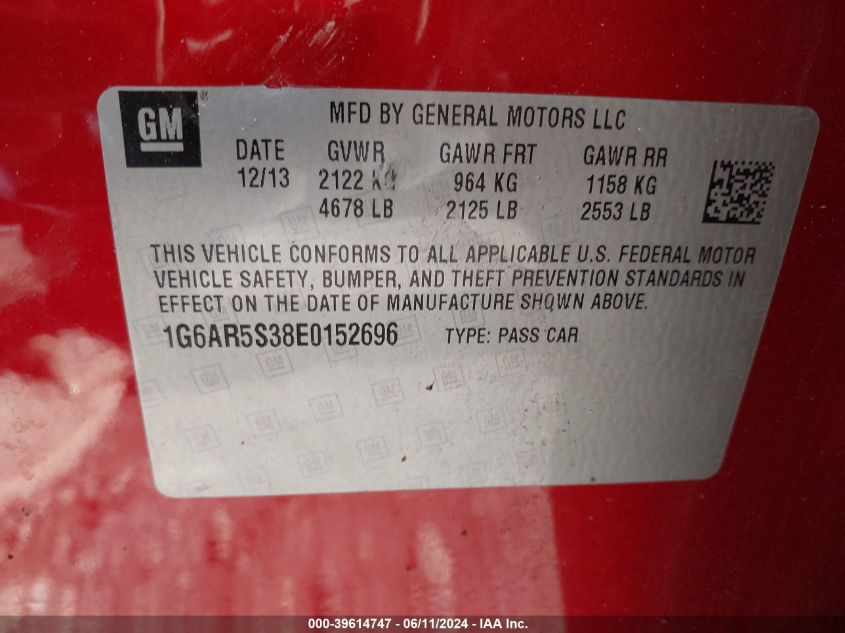 GM
MFD BY GENERAL MOTORS LLC
DATE GVWR GAWR FRT GAWR RR
12/13 2122 KG 964 KG 1158 KG
4678 LB 2125 LB 2553 LB
THIS VEHICLE CONFORMS TO ALL APPLICABLE U.S. FEDERAL MOTOR
VEHICLE SAFETY, BUMPER, AND THEFT PREVENTION STANDARDS IN
EFFECT ON THE DATE OF MANUFACTURE SHOWN ABOVE.
1G6AR5S38E0152696 TYPE: PASS CAR
000-39614747 - 06/11/2024 - IAA Inc.